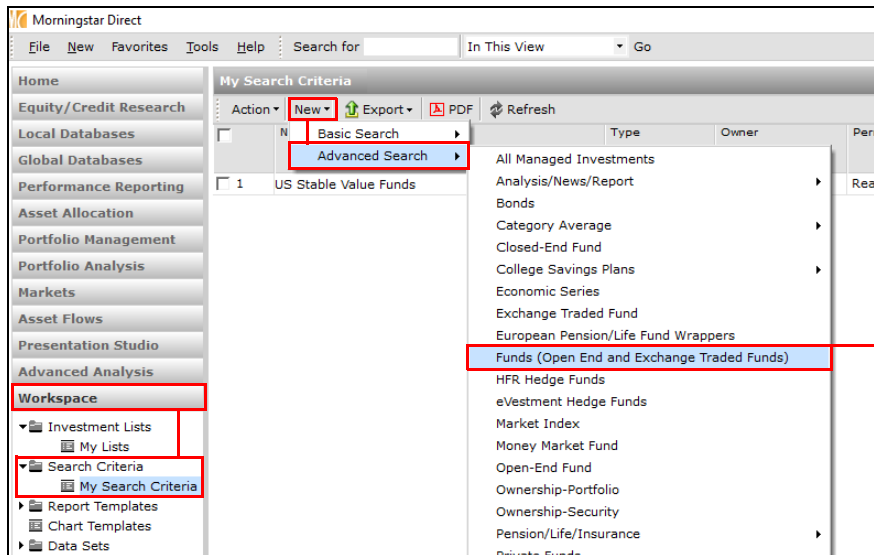 Morningstar Direct
File New Favorites Tools Help Search for In This View Go
Home
Equity/Credit Research
Local Databases
Global Databases
Performance Reporting
Asset Allocation
Portfolio Management
Portfolio Analysis
Markets
Asset Flows
Presentation Studio
Advanced Analysis
Workspace
Investment Lists
My Lists
Search Criteria
My Search Criteria
Report Templates
Chart Templates
Data Sets
My Search Criteria
Action New Export PDF Refresh
N Type Owner Per
1 US Stable Value Funds Rea
Basic Search
Advanced Search
All Managed Investments
Analysis/News/Report
Bonds
Category Average
Closed-End Fund
College Savings Plans
Economic Series
Exchange Traded Fund
European Pension/Life Fund Wrappers
Funds (Open End and Exchange Traded Funds)
HFR Hedge Funds
eVestment Hedge Funds
Market Index
Money Market Fund
Open-End Fund
Ownership-Portfolio
Ownership-Security
Pension/Life/Insurance
Private Funds